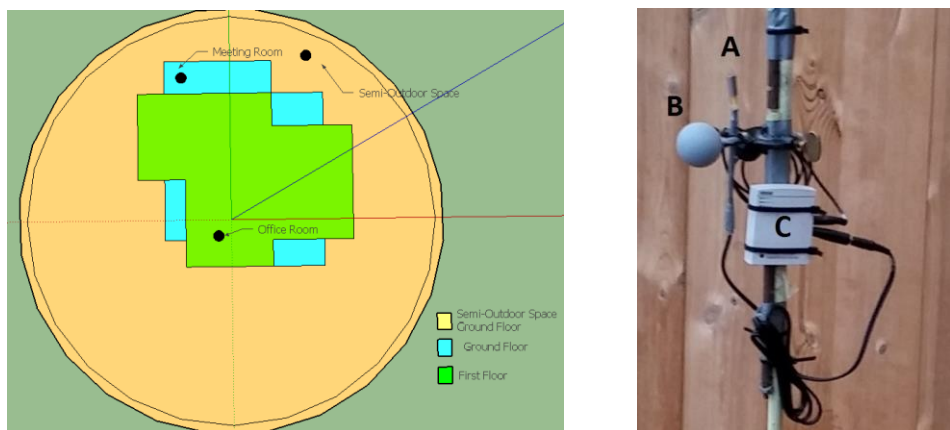 Meeting Room
Semi-Outdoor Space
Office Room
Semi-Outdoor Space
Ground Floor
Ground Floor
First Floor
A
B
C